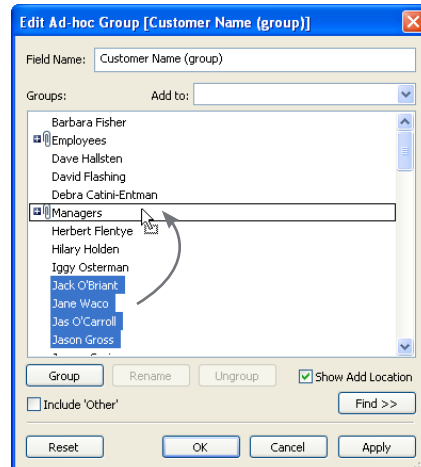 Edit Ad-hoc Group [Customer Name (group)]
Field Name: Customer Name (group)
Groups: Add to:
Barbara Fisher
Employees
Dave Hallsten
David Flashing
Debra Catini-Entman
Managers
Herbert Flentye
Hilary Holden
Iggy Osterman
Jack O'Briant
Jane Waco
Jas O'Carroll
Jason Gross
Group Rename Ungroup Show Add Location
Include 'Other' Find >>
Reset OK Cancel Apply